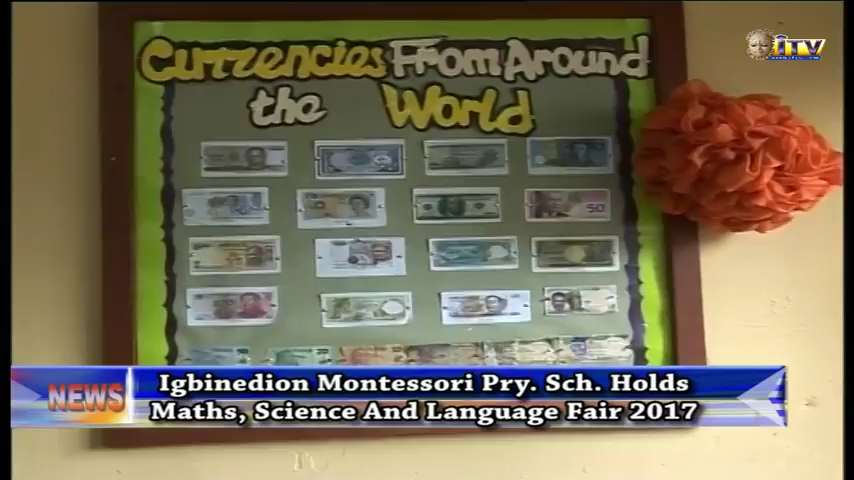 Currencies From Around
the World
iTV
50
NEWS
Igbinedion Montessori Pry. Sch. Holds
Maths, Science And Language Fair 2017